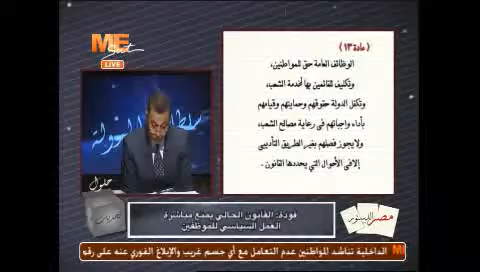 ME
Sat
LIVE
( مادة ١٣ )
الوظائف العامة حق للمواطنين،
وتكليف للقائمين بها لخدمة الشعب،
وتكفل الدولة حقوقهم وحمايتهم وقيامهم
بأداء واجباتهم فى رعاية مصالح الشعب،
ولا يجوز فصلهم بغير الطريق التأديبى
إلا فى الأحوال التي يحددها القانون .
حلول
فودة: القانون الحالي يمنع مباشرة
العمل السياسي للموظفين
مصر
الداخلية تناشد المواطنين عدم التعامل مع أي جسم غريب والإبلاغ الفوري عنه على رقم